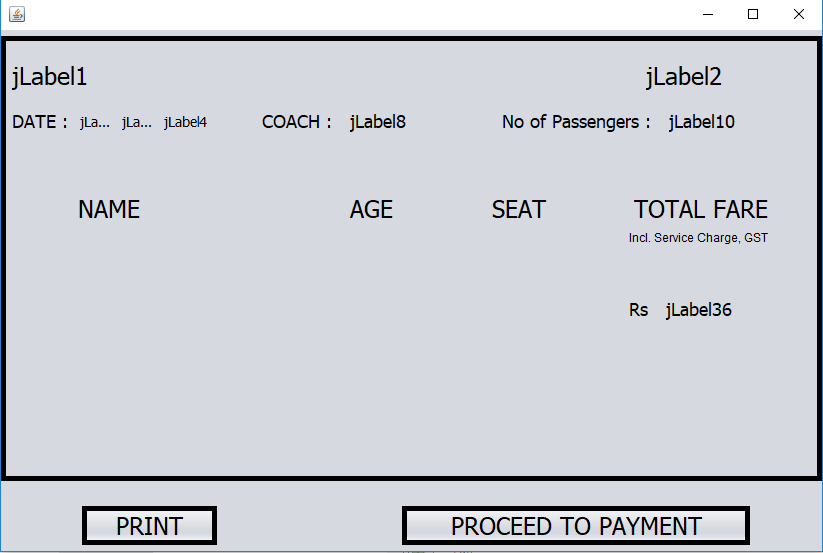 jLabel1 jLabel2
DATE : jLa... jLa... jLabel4 COACH : jLabel8 No of Passengers : jLabel10
NAME AGE SEAT TOTAL FARE
Incl. Service Charge, GST
Rs jLabel36
PRINT PROCEED TO PAYMENT